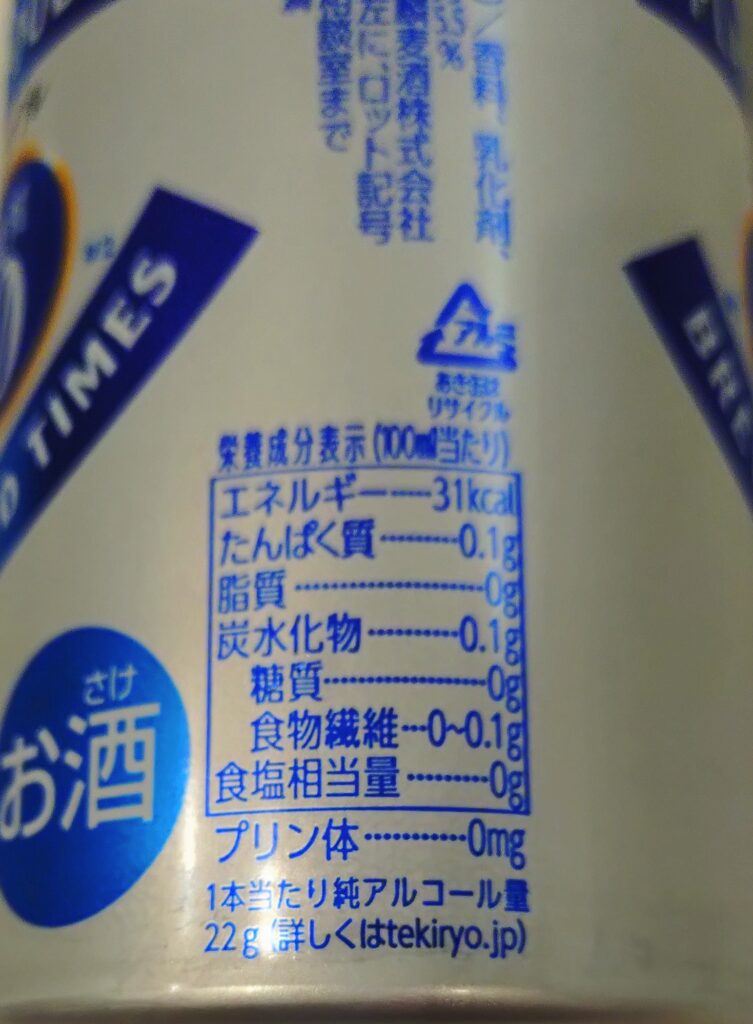 ／香料、乳化剤、
5.5%
麒麟麦酒株式会社
左に、ロット記号
相談室まで
TIMES
BRE
アルミ
あき缶は
リサイクル
栄養成分表示(100ml当たり)
エネルギー……31kcal
たんぱく質………0.1g
脂質………………0g
炭水化物…………0.1g
糖質………………0g
食物繊維…0~0.1g
食塩相当量………0g
プリン体…………0mg
1本当たり純アルコール量
22g(詳しくはtekiryo.jp)
さけ
お酒